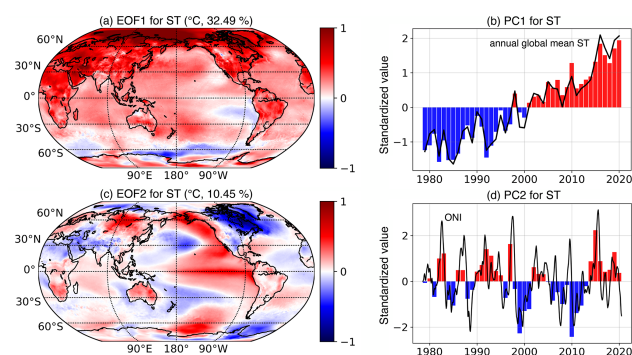 (a) EOF1 for ST (°C, 32.49 %)
60°N
30°N
0°
30°S
60°S
90°E 180° 90°W
1
0
−1
(b) PC1 for ST
annual global mean ST
Standardized value
2
1
0
−1
1980 1990 2000 2010 2020
(c) EOF2 for ST (°C, 10.45 %)
60°N
30°N
0°
30°S
60°S
90°E 180° 90°W
1
0
−1
(d) PC2 for ST
ONI
Standardized value
2
0
−2
1980 1990 2000 2010 2020